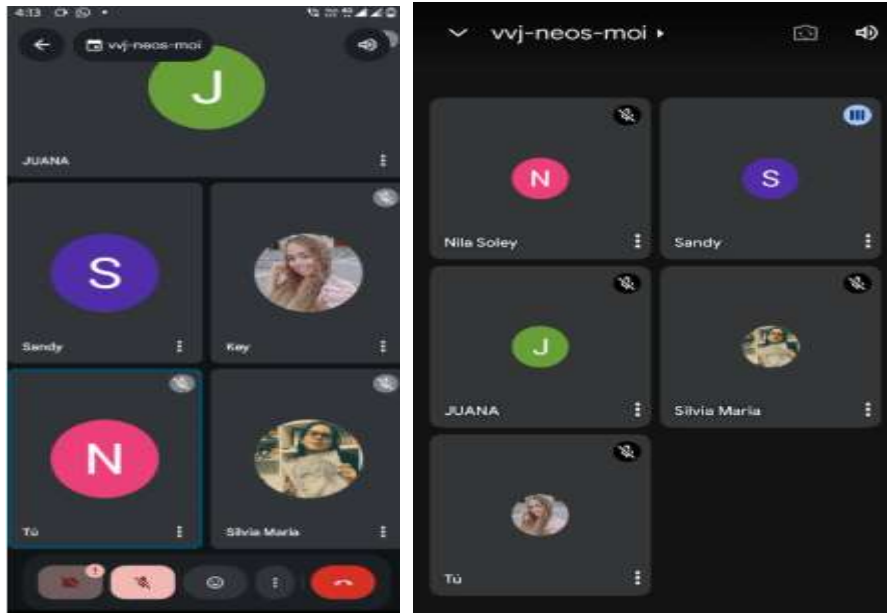 4:13
vvj-neos-moi
J
JUANA
S
Sandy
Key
N
Tú
Silvia Maria
vvj-neos-moi
N
Nila Soley
S
Sandy
J
JUANA
Silvia Maria
Tú